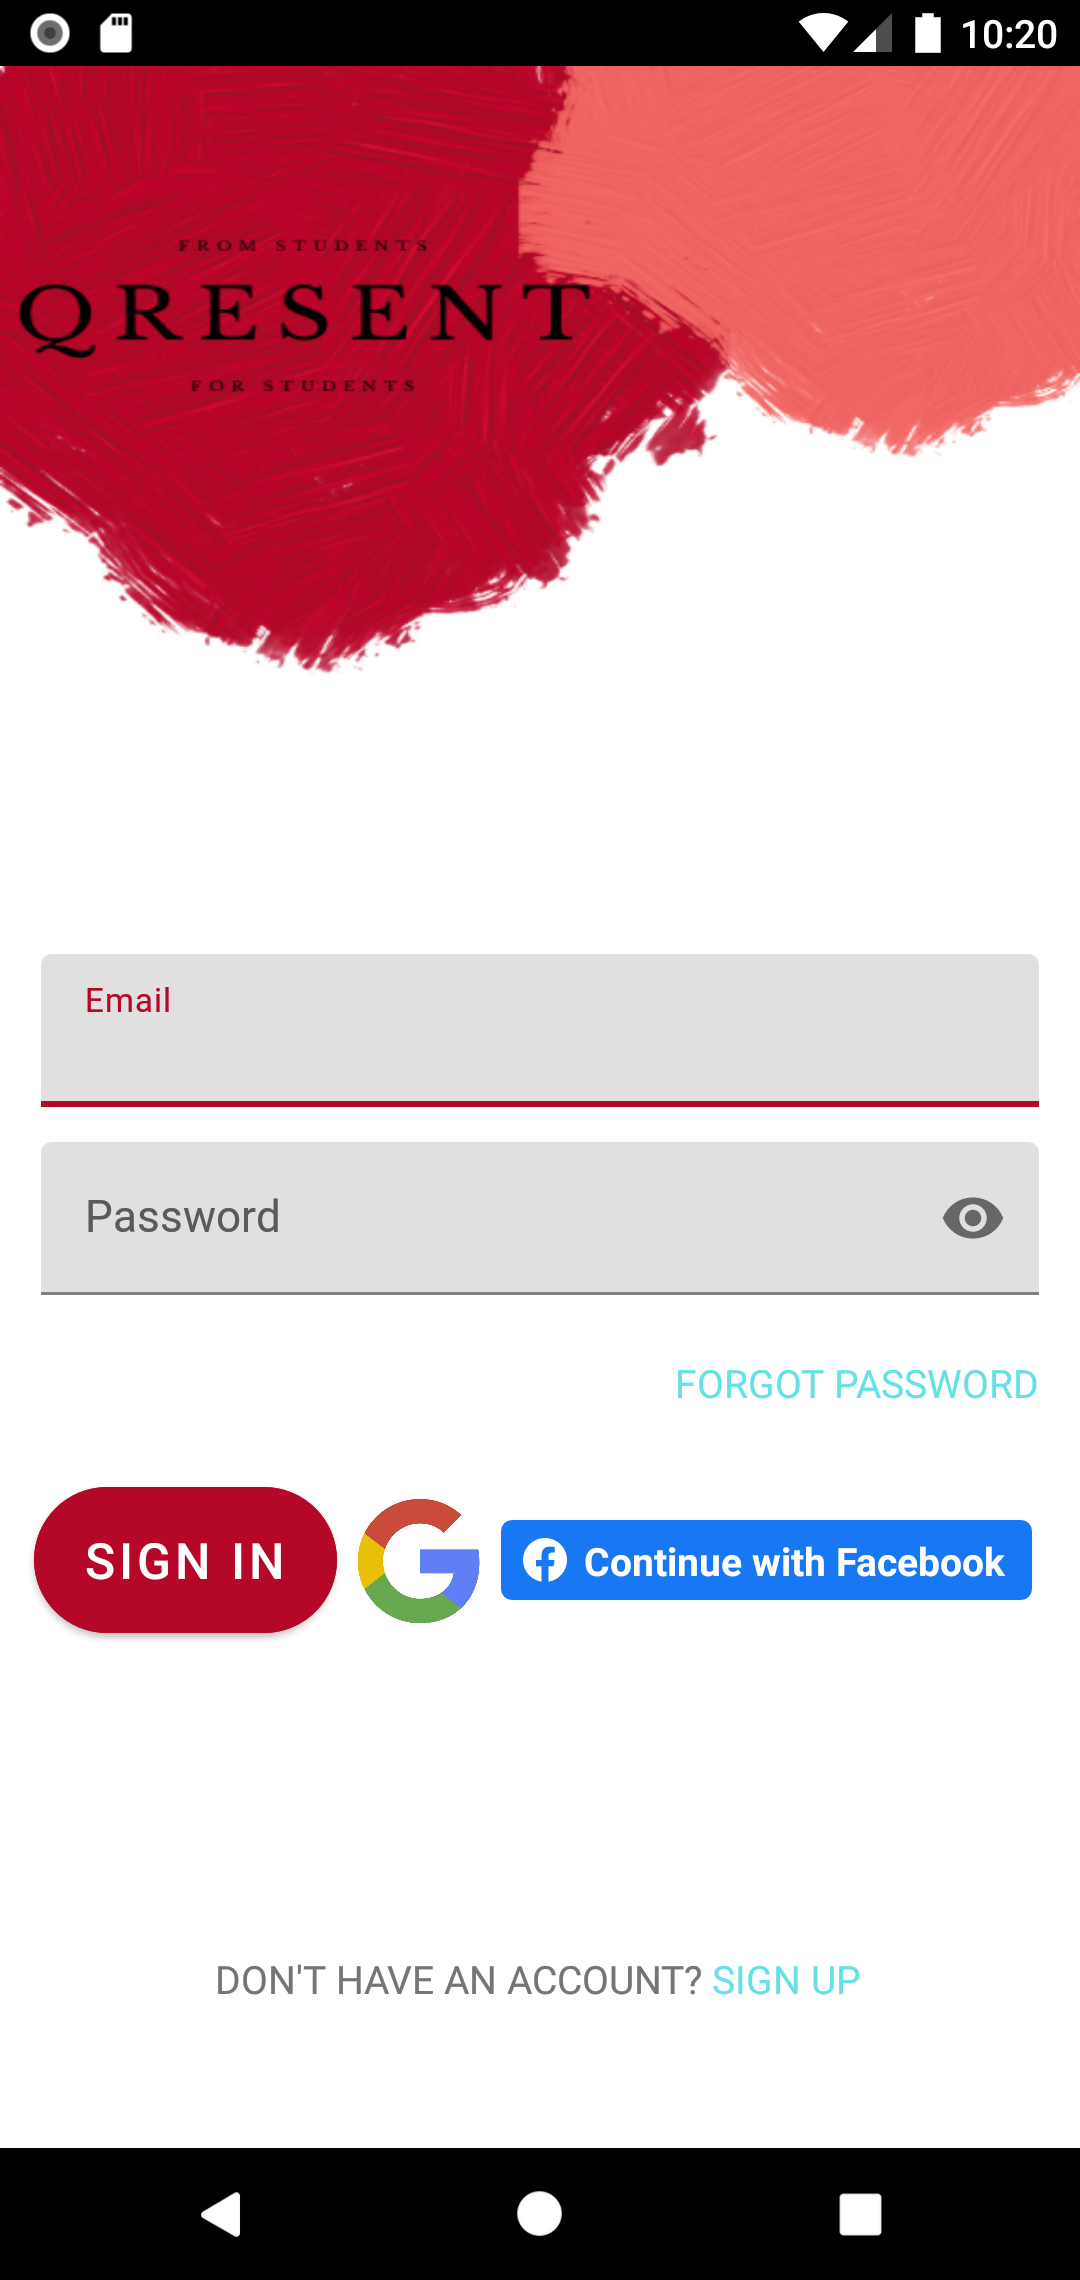 10:20
FROM STUDENTS
QRESENT
FOR STUDENTS
Email
Password
FORGOT PASSWORD
SIGN IN
Continue with Facebook
DON'T HAVE AN ACCOUNT? SIGN UP